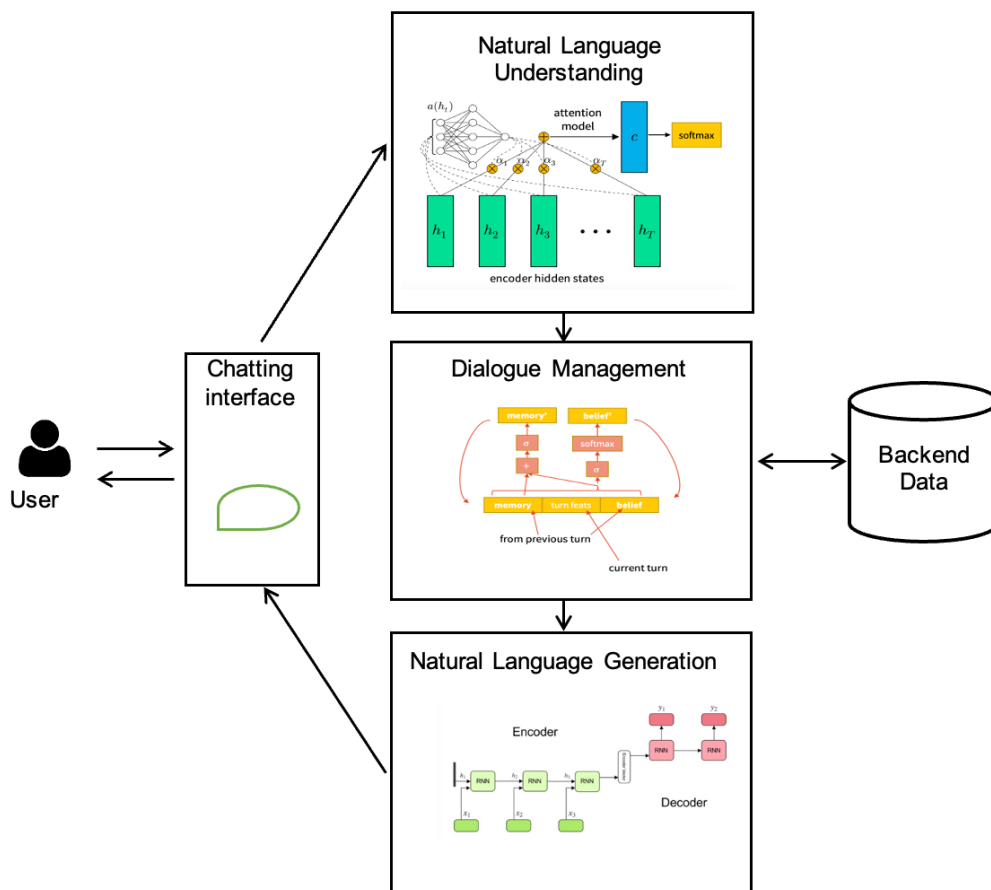 Natural Language
Understanding
a(h_t)
attention
model
c
softmax
α_1
α_2
α_3
α_T
h_1
h_2
h_3
...
h_T
encoder hidden states
Chatting
interface
User
Dialogue Management
memory'
belief'
σ
softmax
+
σ
memory
turn feats
belief
from previous turn
current turn
Backend
Data
Natural Language Generation
y_1
y_2
Encoder
RNN
RNN
Encoder Vector
h_1
RNN
h_2
RNN
h_3
RNN
Decoder
x_1
x_2
x_3